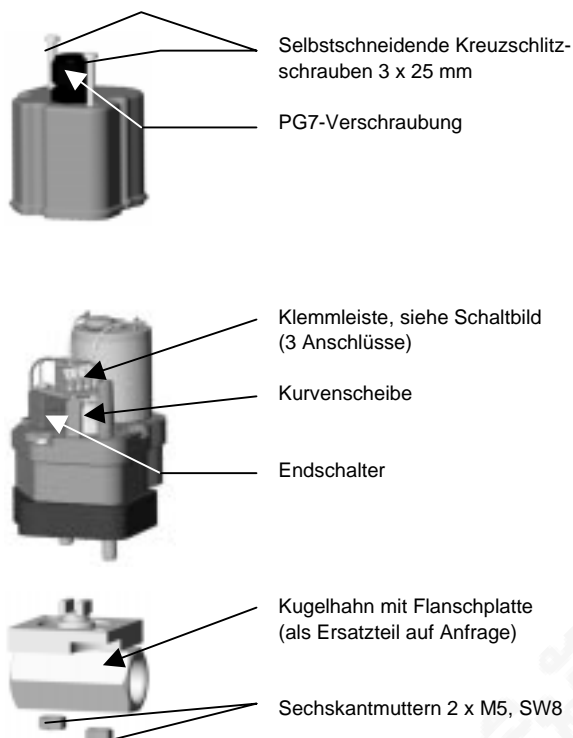 Selbstschneidende Kreuzschlitz-
schrauben 3 x 25 mm
PG7-Verschraubung
Klemmleiste, siehe Schaltbild
(3 Anschlüsse)
Kurvenscheibe
Endschalter
Kugelhahn mit Flanschplatte
(als Ersatzteil auf Anfrage)
Sechskantmuttern 2 x M5, SW8